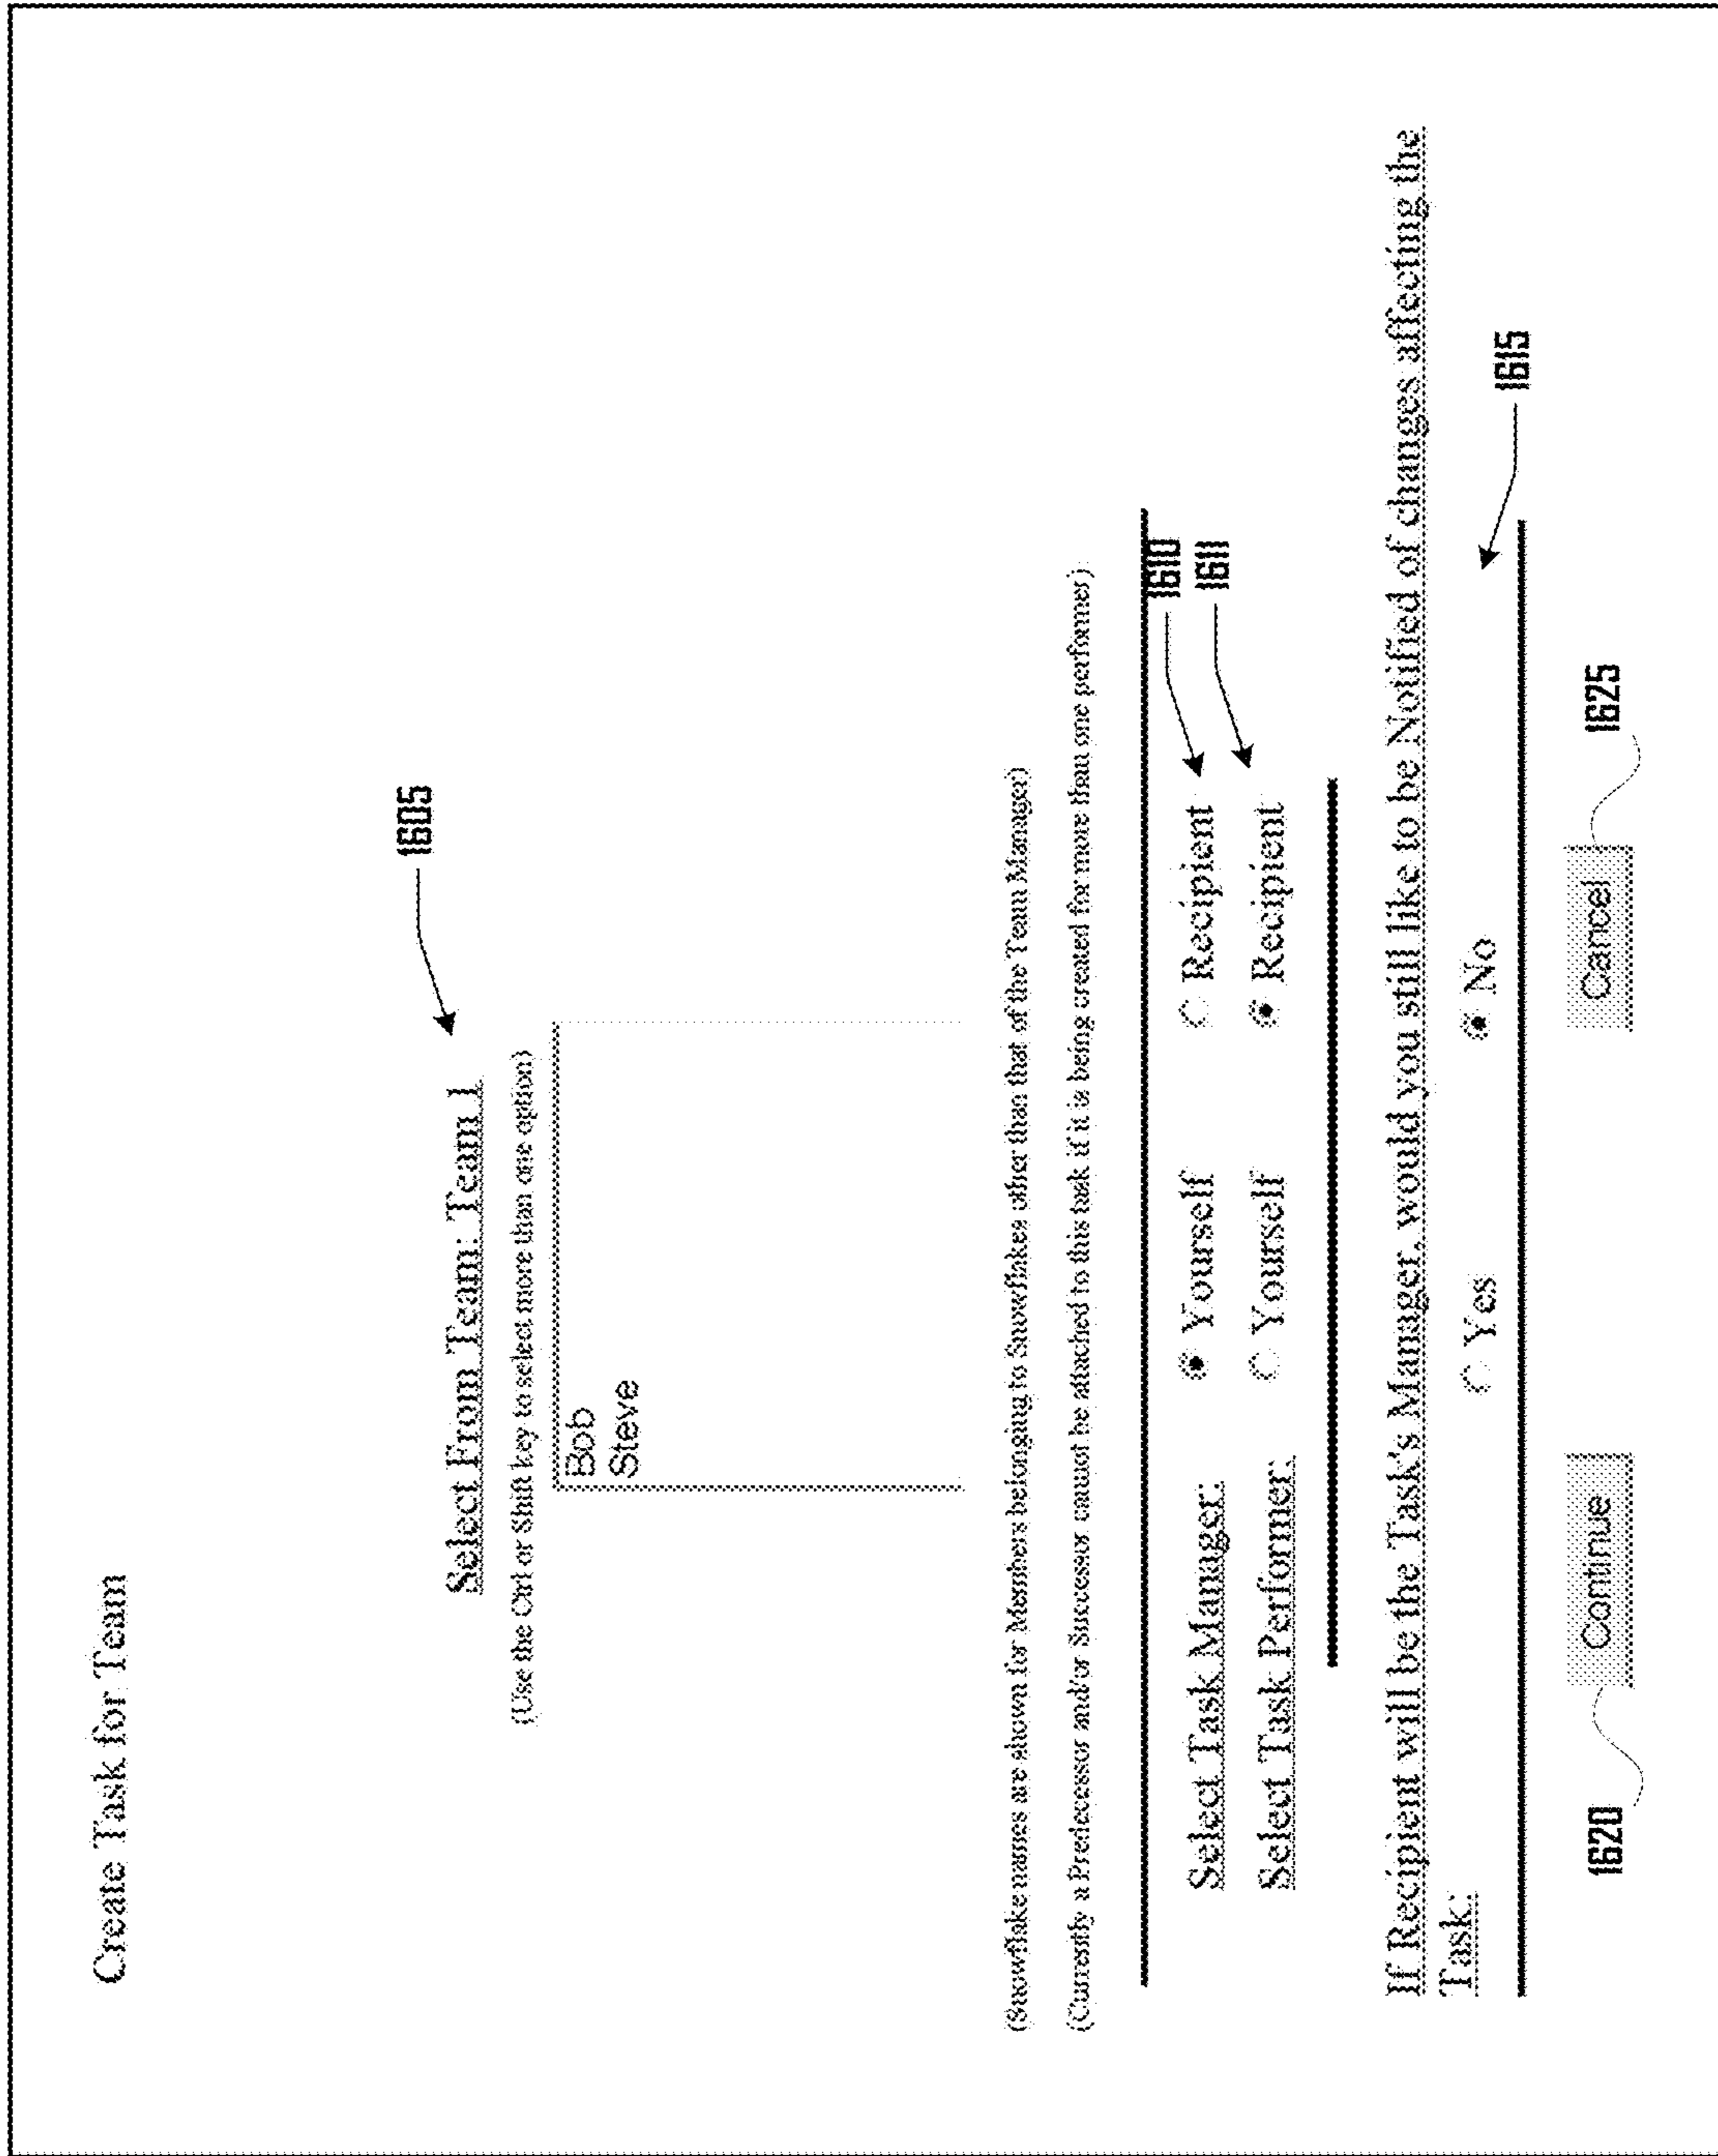 Create Task for Team
1605
Select From Team: Team 1
(Use the Ctrl or Shift key to select more than one option)
Bob
Steve
(Snowflake names are shown for Members belonging to Snowflakes other than that of the Team Manager)
(Currently a Predecessor and/or Successor cannot be attached to this task if it is being created for more than one performer):
Select Task Manager: Yourself Recipient 1610
Select Task Performer: Yourself Recipient 1611
If Recipient will be the Task's Manager, would you still like to be Notified of changes affecting the
Task:
Yes No 1615
1620 Continue Cancel 1625